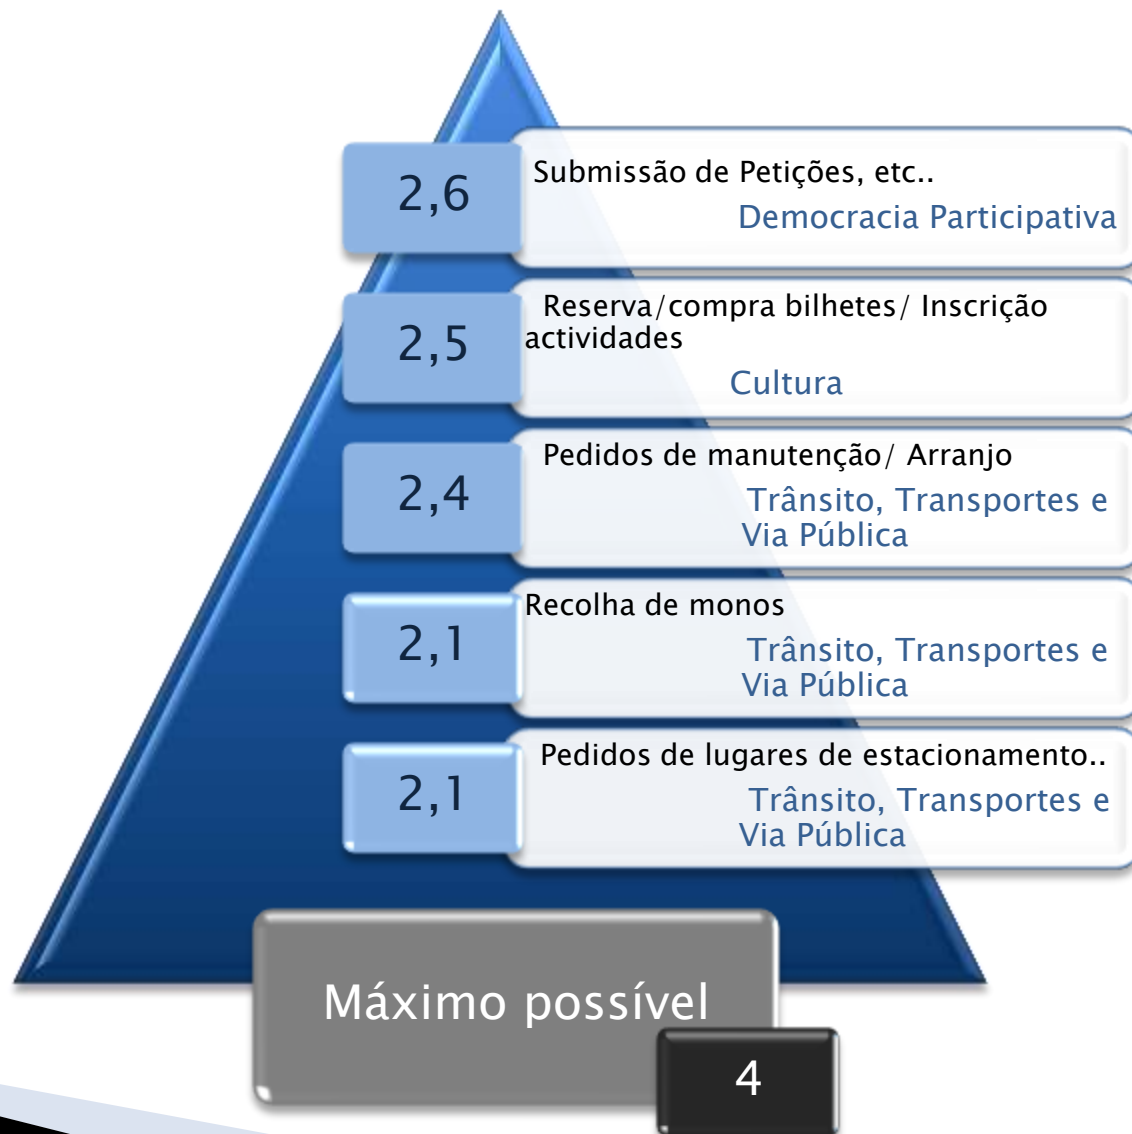 2,6
Submissão de Petições, etc..
Democracia Participativa
2,5
Reserva/compra bilhetes/ Inscrição
actividades
Cultura
2,4
Pedidos de manutenção/ Arranjo
Trânsito, Transportes e
Via Pública
2,1
Recolha de monos
Trânsito, Transportes e
Via Pública
2,1
Pedidos de lugares de estacionamento..
Trânsito, Transportes e
Via Pública
Máximo possível
4